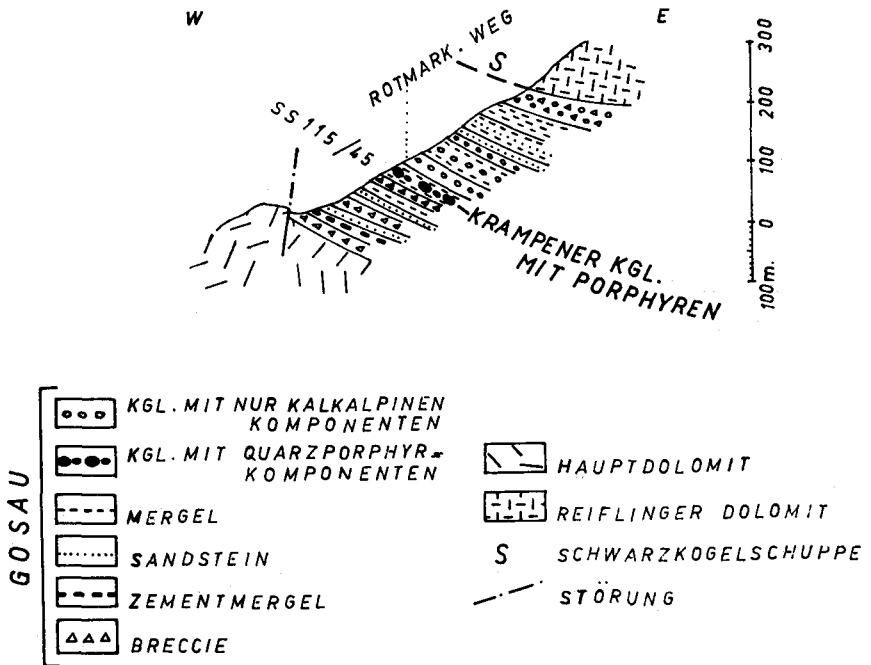 W
E
ROTMARK. WEG
S
SS 115/45
300
200
100
0
100m.
KRAMPENER KGL.
MIT PORPHYREN
GOSAU
KGL. MIT NUR KALKALPINEN
KOMPONENTEN
KGL. MIT QUARZPORPHYR=
KOMPONENTEN
MERGEL
SANDSTEIN
ZEMENTMERGEL
BRECCIE
HAUPTDOLOMIT
REIFLINGER DOLOMIT
S SCHWARZKOGELSCHUPPE
STÖRUNG